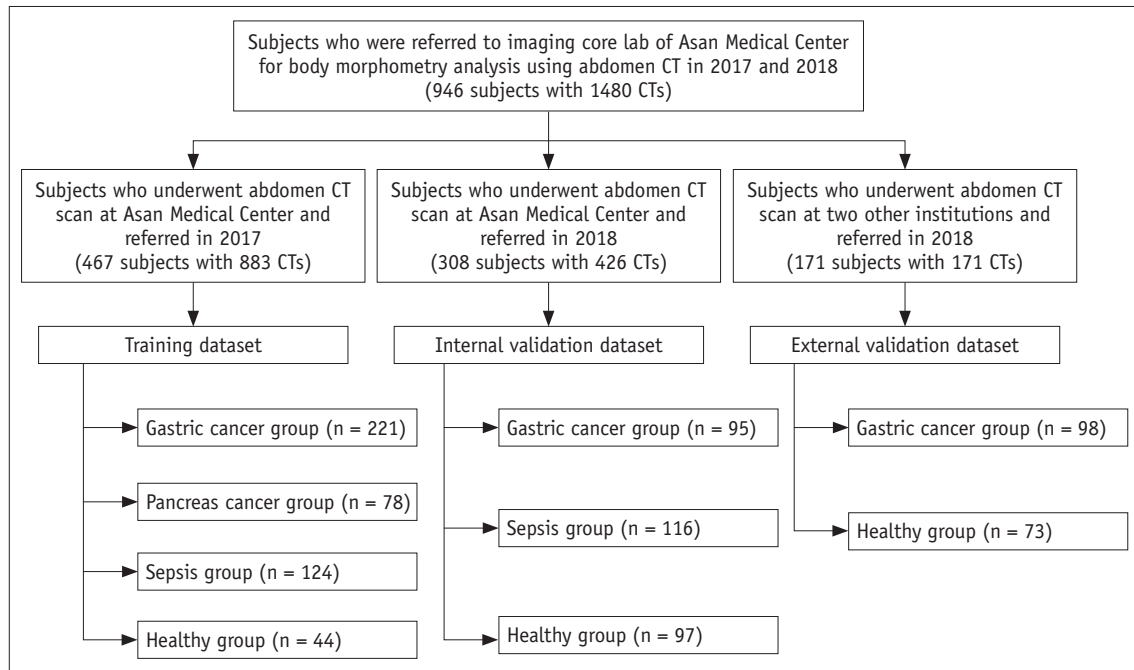 Subjects who were referred to imaging core lab of Asan Medical Center
for body morphometry analysis using abdomen CT in 2017 and 2018
(946 subjects with 1480 CTs)
Subjects who underwent abdomen CT
scan at Asan Medical Center and
referred in 2017
(467 subjects with 883 CTs)
Subjects who underwent abdomen CT
scan at Asan Medical Center and
referred in 2018
(308 subjects with 426 CTs)
Subjects who underwent abdomen CT
scan at two other institutions and
referred in 2018
(171 subjects with 171 CTs)
Training dataset
Internal validation dataset
External validation dataset
Gastric cancer group (n = 221)
Pancreas cancer group (n = 78)
Sepsis group (n = 124)
Healthy group (n = 44)
Gastric cancer group (n = 95)
Sepsis group (n = 116)
Healthy group (n = 97)
Gastric cancer group (n = 98)
Healthy group (n = 73)